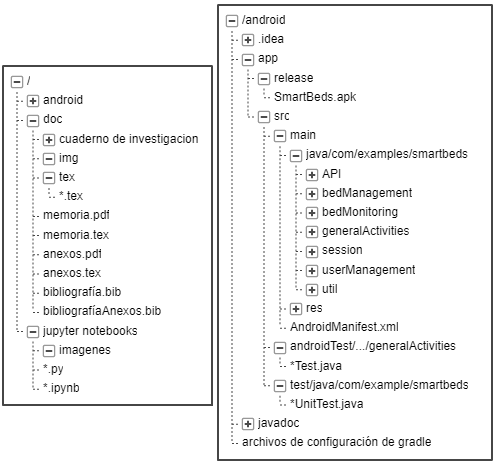 /
android
doc
cuaderno de investigacion
img
tex
*.tex
memoria.pdf
memoria.tex
anexos.pdf
anexos.tex
bibliografía.bib
bibliografíaAnexos.bib
jupyter notebooks
imagenes
*.py
*.ipynb
/android
.idea
app
release
SmartBeds.apk
src
main
java/com/examples/smartbeds
API
bedManagement
bedMonitoring
generalActivities
session
userManagement
util
res
AndroidManifest.xml
androidTest/.../generalActivities
*Test.java
test/java/com/example/smartbeds
*UnitTest.java
javadoc
archivos de configuración de gradle